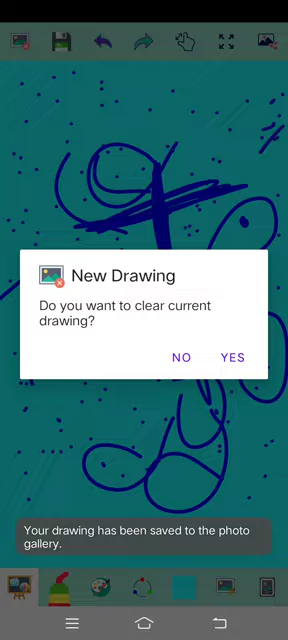 New Drawing
Do you want to clear current
drawing?
NO YES
Your drawing has been saved to the photo
gallery.